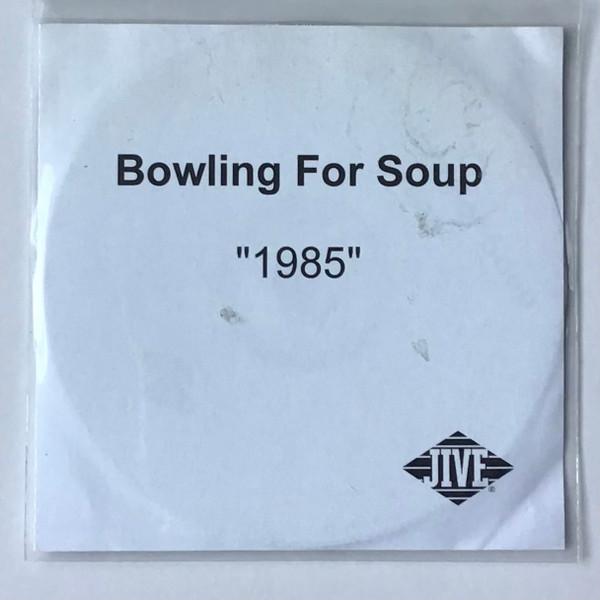 Bowling For Soup
"1985"
JIVE
®